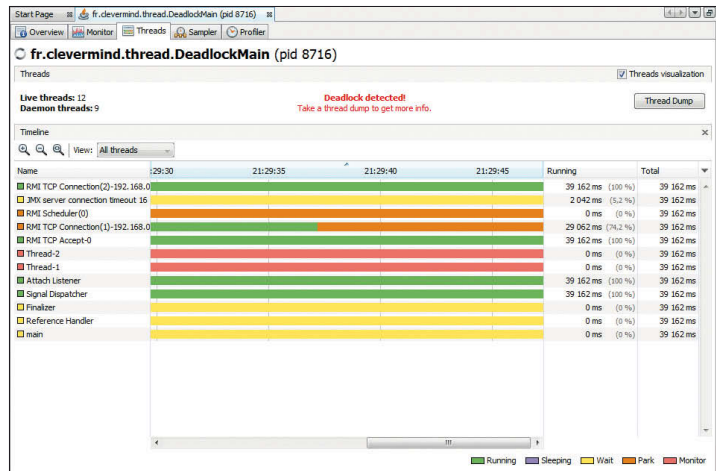 Start Page fr.clevermind.thread.DeadlockMain (pid 8716)
Overview Monitor Threads Sampler Profiler
fr.clevermind.thread.DeadlockMain (pid 8716)
Threads Threads visualization
Live threads: 12 Deadlock detected! Thread Dump
Daemon threads: 9 Take a thread dump to get more info.
Timeline
View: All threads
Name :29:30 21:29:35 21:29:40 21:29:45 Running Total
RMI TCP Connection(2)-192.168.0 39 162 ms (100 %) 39 162 ms
JMX server connection timeout 16 2 042 ms (5,2 %) 39 162 ms
RMI Scheduler(0) 0 ms (0 %) 39 162 ms
RMI TCP Connection(1)-192.168.0 29 062 ms (74,2 %) 39 162 ms
RMI TCP Accept-0 39 162 ms (100 %) 39 162 ms
Thread-2 0 ms (0 %) 39 162 ms
Thread-1 0 ms (0 %) 39 162 ms
Attach Listener 39 162 ms (100 %) 39 162 ms
Signal Dispatcher 39 162 ms (100 %) 39 162 ms
Finalizer 0 ms (0 %) 39 162 ms
Reference Handler 0 ms (0 %) 39 162 ms
main 0 ms (0 %) 39 162 ms
Running Sleeping Wait Park Monitor